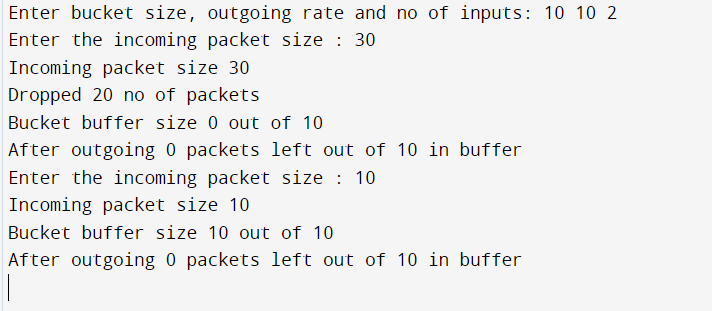 Enter bucket size, outgoing rate and no of inputs: 10 10 2
Enter the incoming packet size : 30
Incoming packet size 30
Dropped 20 no of packets
Bucket buffer size 0 out of 10
After outgoing 0 packets left out of 10 in buffer
Enter the incoming packet size : 10
Incoming packet size 10
Bucket buffer size 10 out of 10
After outgoing 0 packets left out of 10 in buffer